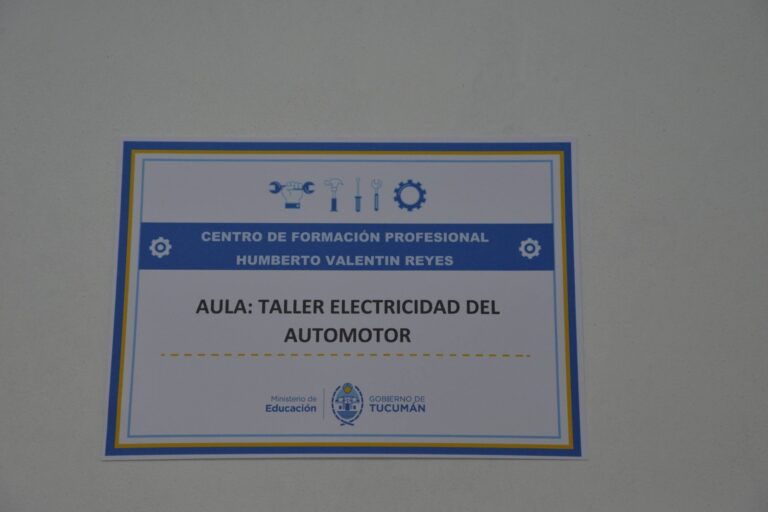 CENTRO DE FORMACIÓN PROFESIONAL
HUMBERTO VALENTIN REYES
AULA: TALLER ELECTRICIDAD DEL
AUTOMOTOR
Ministerio de
Educación
GOBIERNO DE
TUCUMÁN